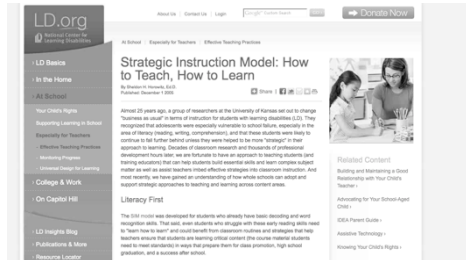 LD.org
National Center for
Learning Disabilities
About Us | Contact Us | Login
Google Custom Search
Donate Now
At School | Especially for Teachers | Effective Teaching Practices
› LD Basics
› In the Home
› At School
Your Child's Rights
Supporting Learning in School
Especially for Teachers
- Effective Teaching Practices
- Monitoring Progress
- Universal Design for Learning
› College & Work
› On Capitol Hill
› LD Insights Blog
› Publications & More
› Resource Locator
Strategic Instruction Model: How
to Teach, How to Learn
By Sheldon H. Horowitz, Ed.D.
Share |
Almost 20 years ago, a group of researchers at the University of Kansas set out to change
"business as usual" in terms of instruction for students with learning disabilities (LD). They
recognized that adolescents were especially vulnerable to school failure, especially in the
area of literacy (reading, writing, comprehension), and that these students were likely to
continue to fall further behind unless they were helped to be more "strategic" in their
approach to learning. Decades of classroom research and thousands of professional
development hours later, we are fortunate to have an approach to teaching students (and
training educators) that can help students build essential skills and learn complex subject
matter as well as assist teachers imbed effective strategies into classroom instruction. And
most recently, we have gained an understanding of how whole schools can adopt and
support strategic approaches to teaching and learning across content areas.
Literacy First
The SIM model was developed for students who already have basic decoding and word
recognition skills. That said, even students who struggle with these early reading skills need
to "learn how to learn" and could benefit from classroom routines and strategies that help
teachers ensure that students are learning critical content (the course material students
need to meet standards) in ways that prepare them for class promotion, high school
graduation, and a success after school.
Related Content
Building and Maintaining a Good
Relationship with Your Child's
Teacher ›
Advocating for Your School-Aged
Child ›
IDEA Parent Guide ›
Assistive Technology ›
Knowing Your Child's Rights ›